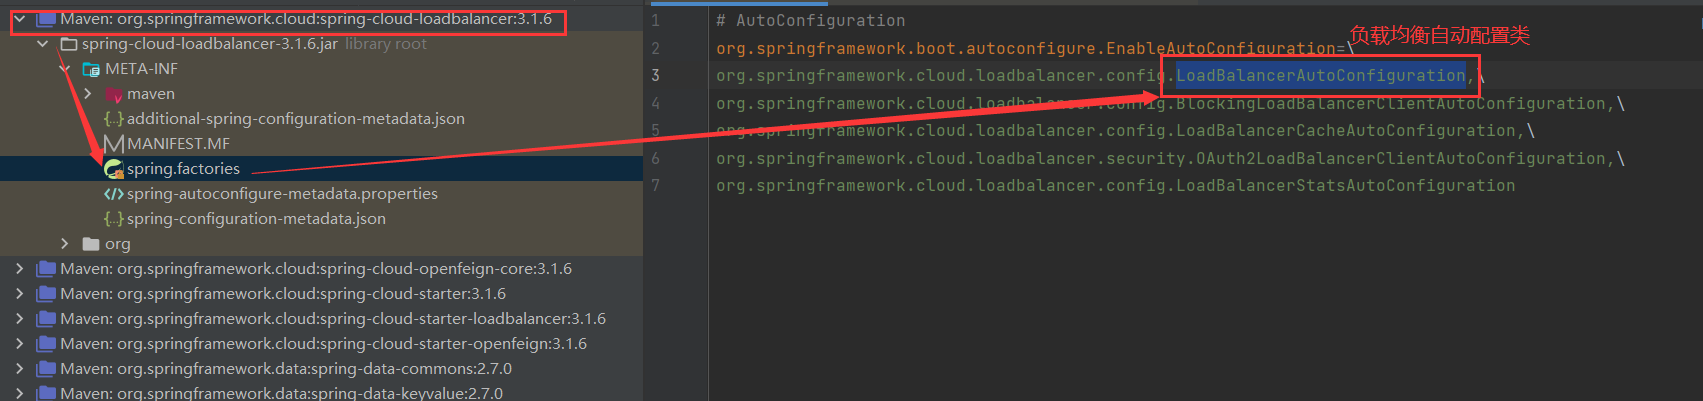 Maven: org.springframework.cloud:spring-cloud-loadbalancer:3.1.6
spring-cloud-loadbalancer-3.1.6.jar library root
META-INF
maven
additional-spring-configuration-metadata.json
MANIFEST.MF
spring.factories
spring-autoconfigure-metadata.properties
spring-configuration-metadata.json
org
Maven: org.springframework.cloud:spring-cloud-openfeign-core:3.1.6
Maven: org.springframework.cloud:spring-cloud-starter:3.1.6
Maven: org.springframework.cloud:spring-cloud-starter-loadbalancer:3.1.6
Maven: org.springframework.cloud:spring-cloud-starter-openfeign:3.1.6
Maven: org.springframework.data:spring-data-commons:2.7.0
Maven: org.springframework.data:spring-data-keyvalue:2.7.0
1 # AutoConfiguration
负载均衡自动配置类
2 org.springframework.boot.autoconfigure.EnableAutoConfiguration=\
3 org.springframework.cloud.loadbalancer.config.LoadBalancerAutoConfiguration,\
4 org.springframework.cloud.loadbalancer.config.BlockingLoadBalancerClientAutoConfiguration,\
5 org.springframework.cloud.loadbalancer.config.LoadBalancerCacheAutoConfiguration,\
6 org.springframework.cloud.loadbalancer.security.OAuth2LoadBalancerClientAutoConfiguration,\
7 org.springframework.cloud.loadbalancer.config.LoadBalancerStatsAutoConfiguration